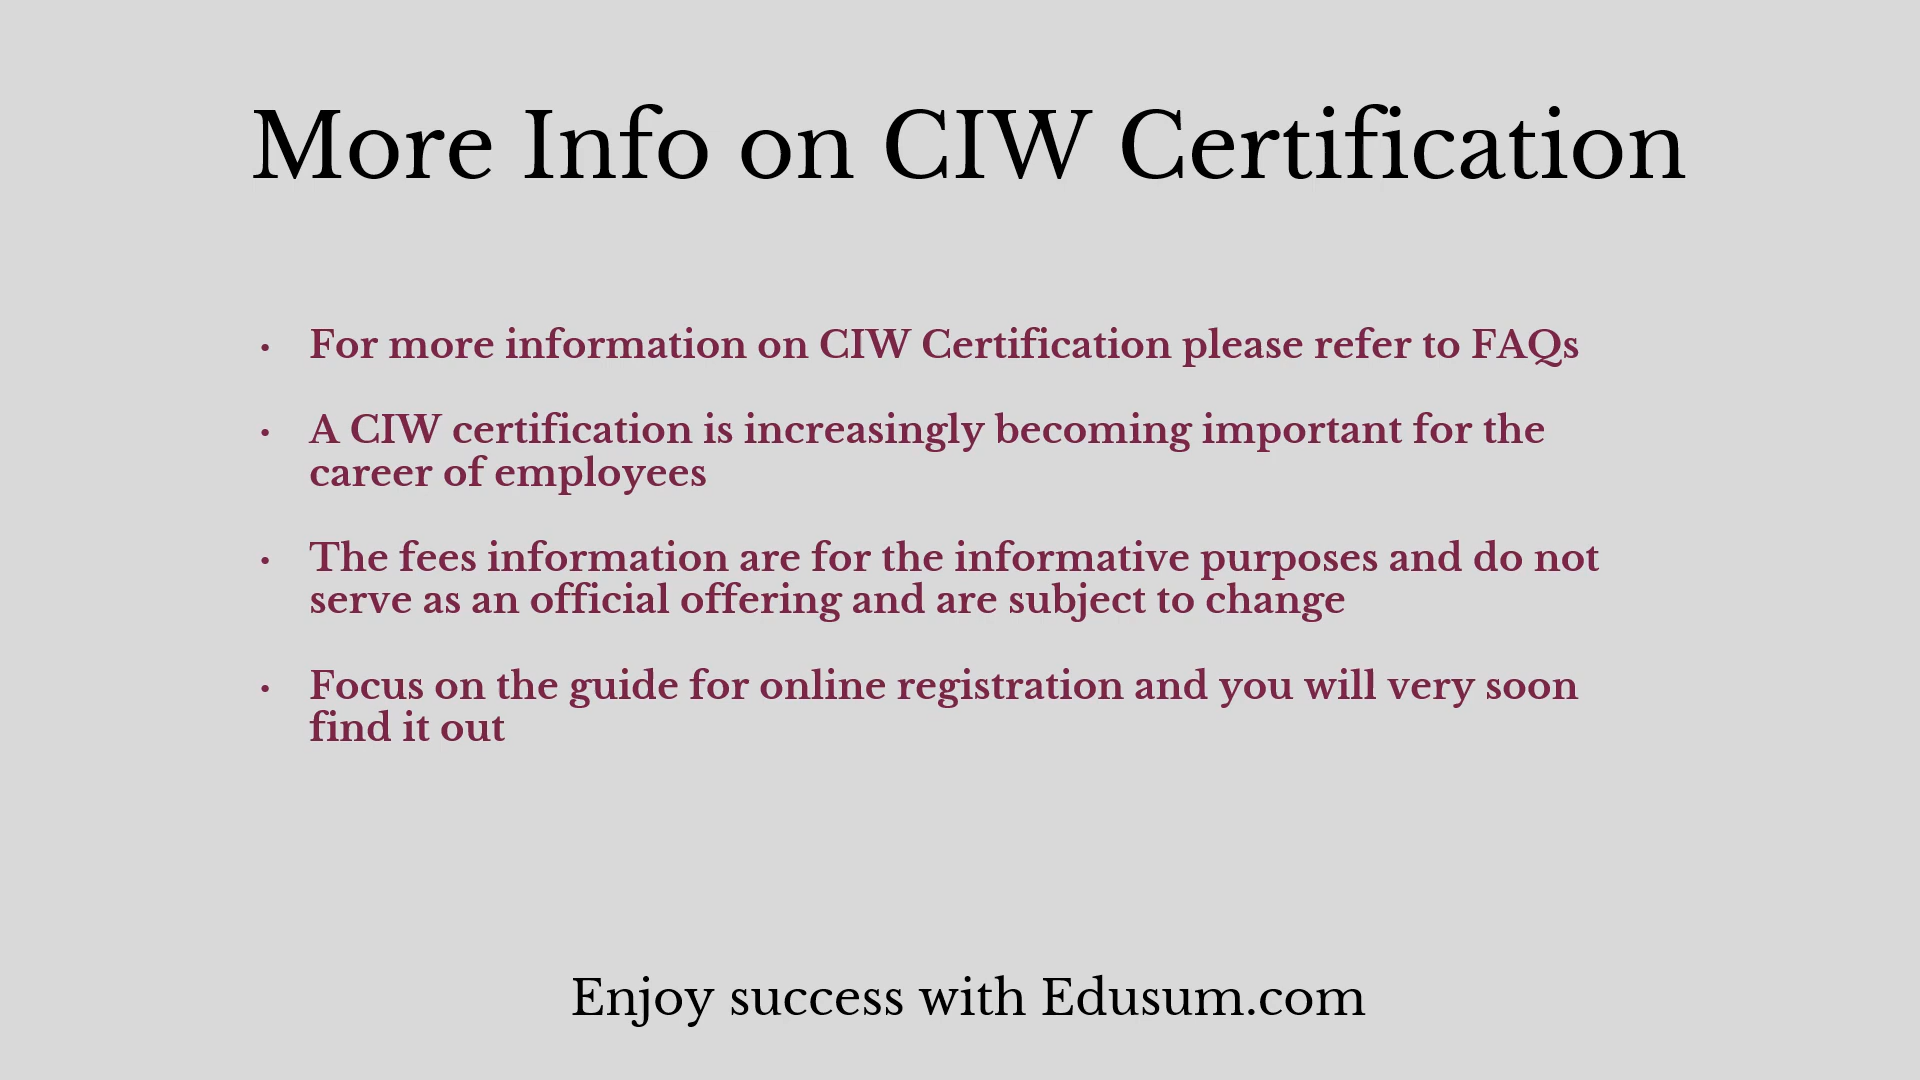 More Info on CIW Certification
• For more information on CIW Certification please refer to FAQs
• A CIW certification is increasingly becoming important for the
career of employees
• The fees information are for the informative purposes and do not
serve as an official offering and are subject to change
• Focus on the guide for online registration and you will very soon
find it out
Enjoy success with Edusum.com